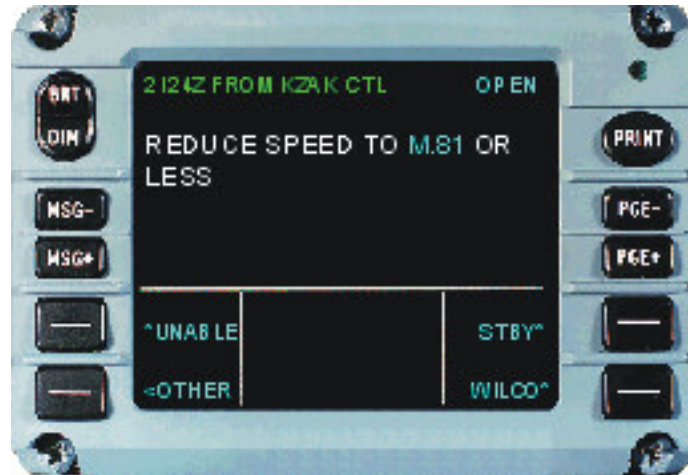 2124Z FROM KZAK CTL OPEN
BRT
DIM
REDUCE SPEED TO M.81 OR
LESS
PRINT
MSG-
PGE-
MSG+
PGE+
^UNABLE STBY^
<OTHER WILCO^